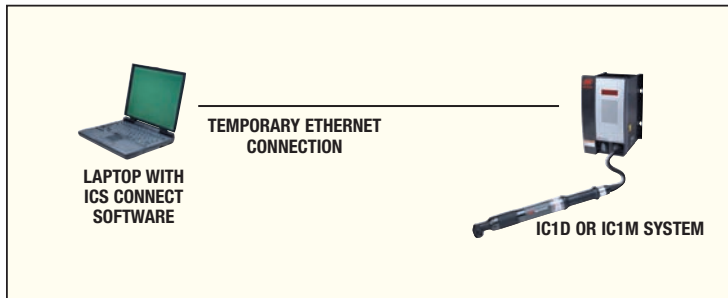 TEMPORARY ETHERNET
CONNECTION
LAPTOP WITH
ICS CONNECT
SOFTWARE
IC1D OR IC1M SYSTEM